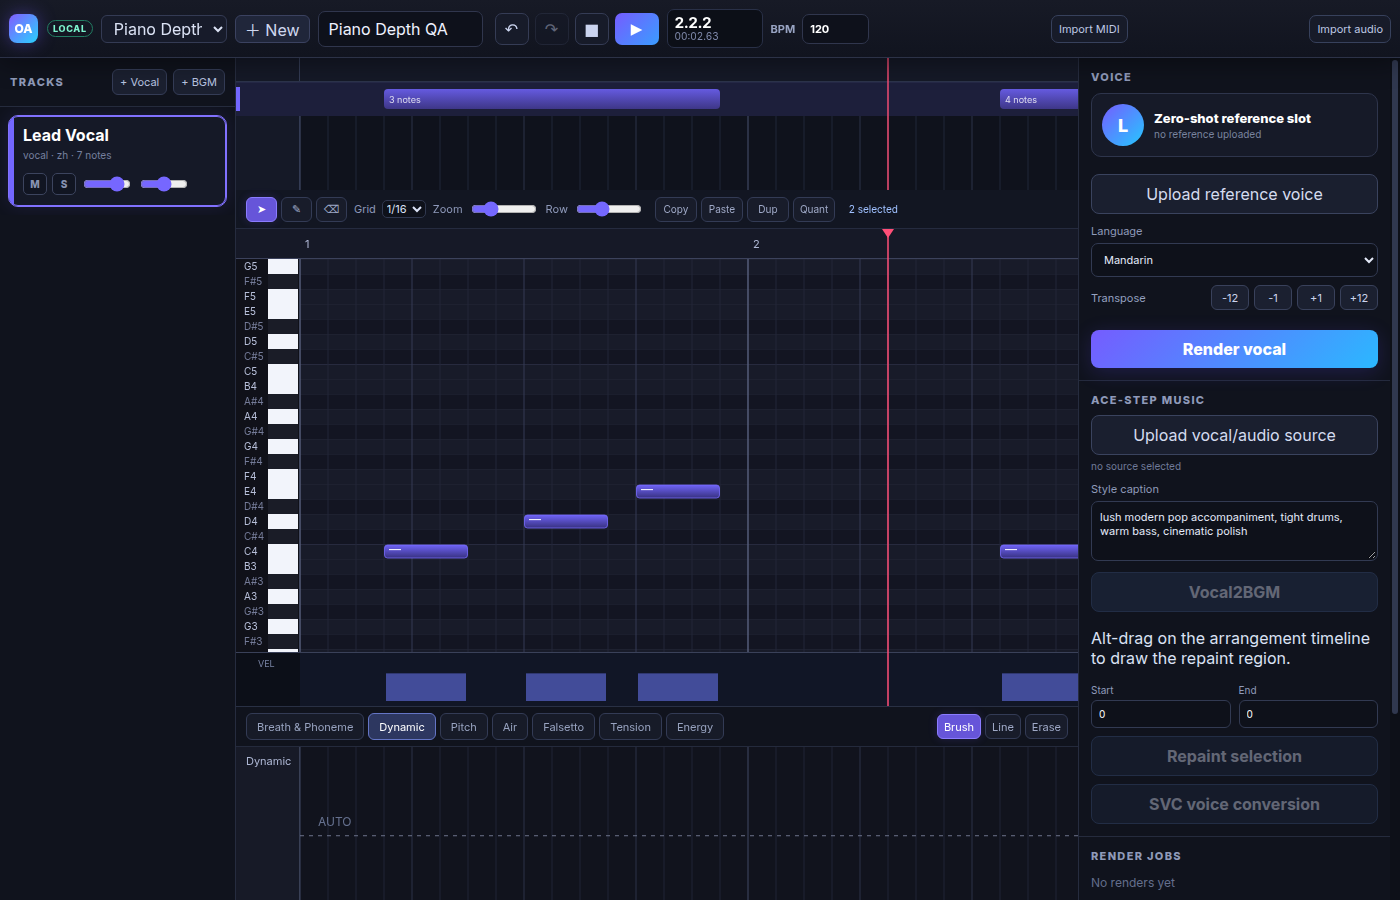 OA
LOCAL
Piano Depth
+ New
Piano Depth QA
2.2.2
00:02.63
BPM
120
Import MIDI
Import audio
TRACKS
+ Vocal
+ BGM
Lead Vocal
vocal · zh · 7 notes
M
S
3 notes
4 notes
Grid
1/16
Zoom
Row
Copy
Paste
Dup
Quant
2 selected
1
2
G5
F#5
F5
E5
D#5
D5
C#5
C5
B4
A#4
A4
G#4
G4
F#4
F4
E4
D#4
D4
C#4
C4
B3
A#3
A3
G#3
G3
F#3
VEL
Breath & Phoneme
Dynamic
Pitch
Air
Falsetto
Tension
Energy
Brush
Line
Erase
Dynamic
AUTO
VOICE
L
Zero-shot reference slot
no reference uploaded
Upload reference voice
Language
Mandarin
Transpose
-12
-1
+1
+12
Render vocal
ACE-STEP MUSIC
Upload vocal/audio source
no source selected
Style caption
lush modern pop accompaniment, tight drums,
warm bass, cinematic polish
Vocal2BGM
Alt-drag on the arrangement timeline
to draw the repaint region.
Start
End
0
0
Repaint selection
SVC voice conversion
RENDER JOBS
No renders yet